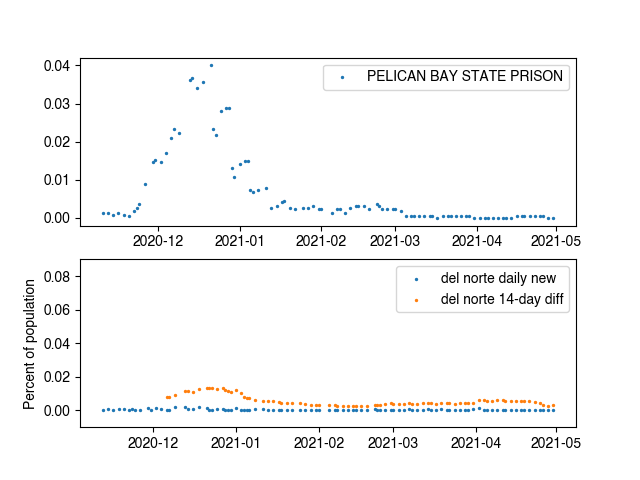 0.04
0.03
0.02
0.01
0.00
PELICAN BAY STATE PRISON
2020-12 2021-01 2021-02 2021-03 2021-04 2021-05
Percent of population
0.08
0.06
0.04
0.02
0.00
del norte daily new
del norte 14-day diff
2020-12 2021-01 2021-02 2021-03 2021-04 2021-05